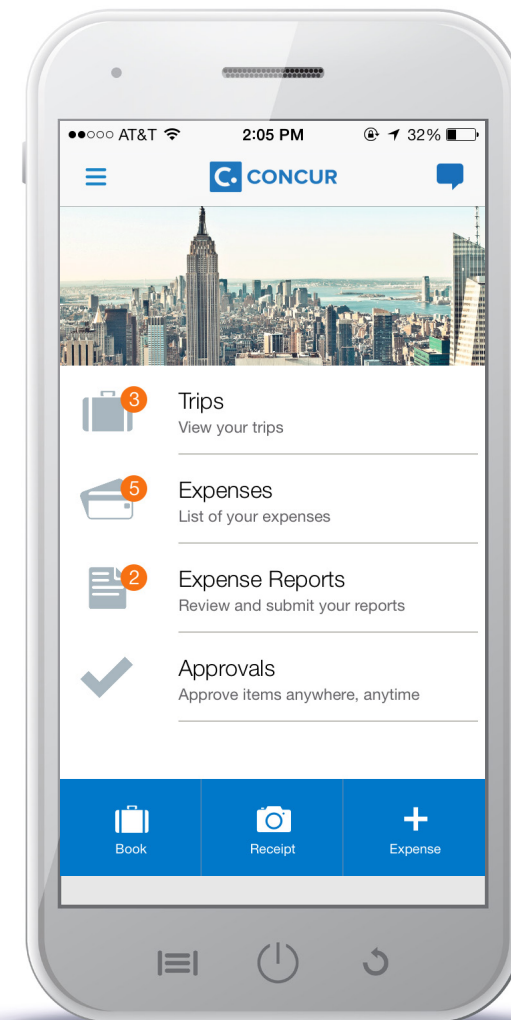 ●●○○○ AT&T 2:05 PM 32%
C. CONCUR
3
Trips
View your trips
5
Expenses
List of your expenses
2
Expense Reports
Review and submit your reports
Approvals
Approve items anywhere, anytime
Book Receipt Expense